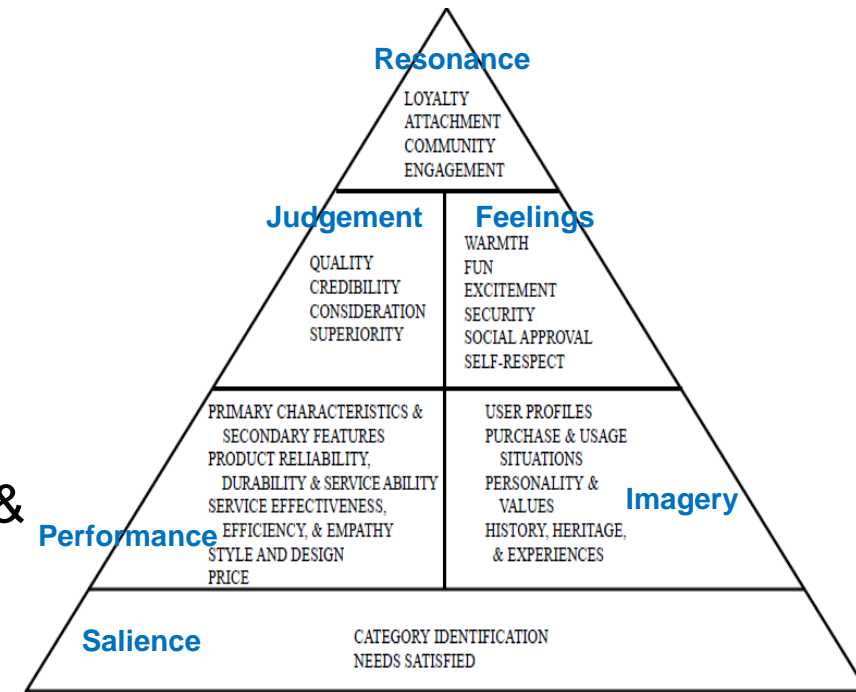 Resonance
LOYALTY
ATTACHMENT
COMMUNITY
ENGAGEMENT
Judgement
QUALITY
CREDIBILITY
CONSIDERATION
SUPERIORITY
Feelings
WARMTH
FUN
EXCITEMENT
SECURITY
SOCIAL APPROVAL
SELF-RESPECT
&
Performance
PRIMARY CHARACTERISTICS &
SECONDARY FEATURES
PRODUCT RELIABILITY,
DURABILITY & SERVICE ABILITY
SERVICE EFFECTIVENESS,
EFFICIENCY, & EMPATHY
STYLE AND DESIGN
PRICE
USER PROFILES
PURCHASE & USAGE
SITUATIONS
PERSONALITY &
VALUES
HISTORY, HERITAGE,
& EXPERIENCES
Imagery
Salience
CATEGORY IDENTIFICATION
NEEDS SATISFIED